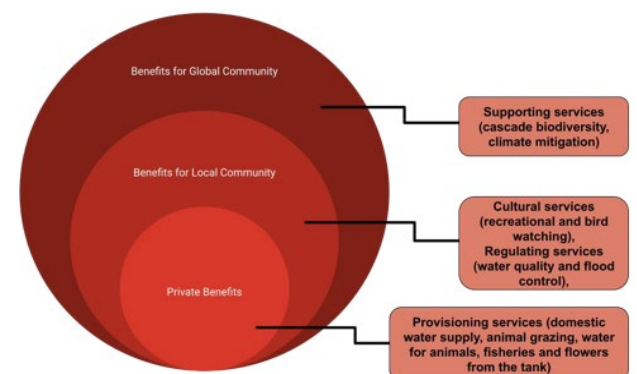 Benefits for Global Community
Supporting services
(cascade biodiversity,
climate mitigation)
Benefits for Local Community
Cultural services
(recreational and bird
watching),
Regulating services
(water quality and flood
control),
Private Benefits
Provisioning services (domestic
water supply, animal grazing, water
for animals, fisheries and flowers
from the tank)